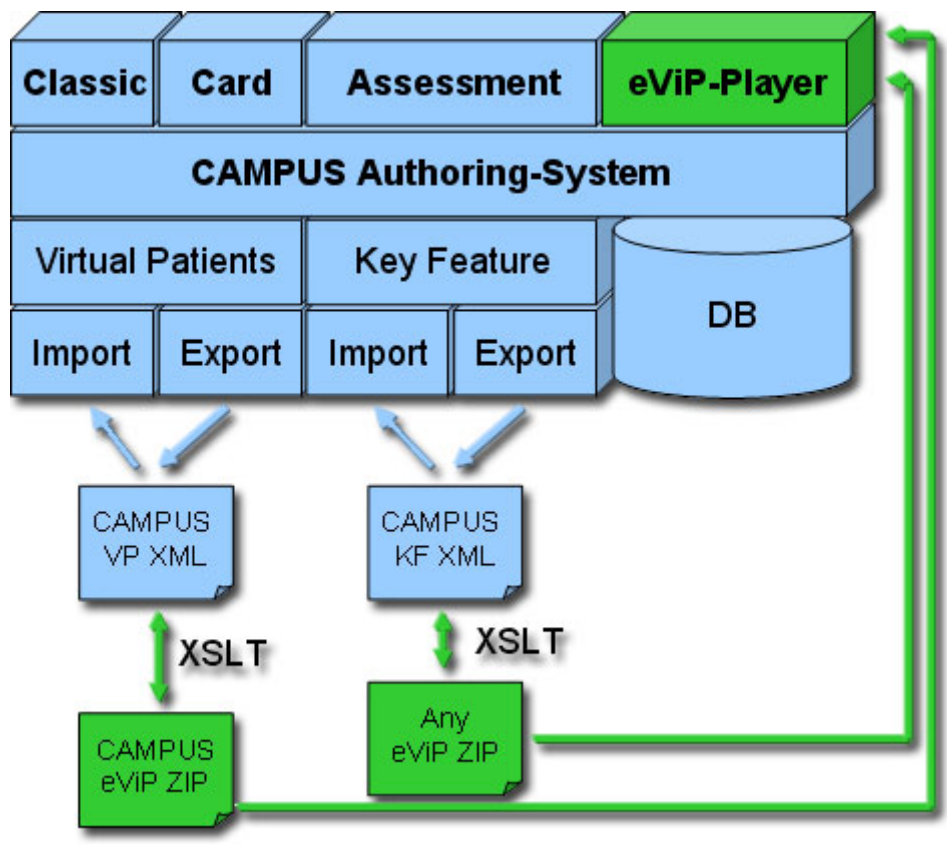 Classic Card Assessment eViP-Player
CAMPUS Authoring-System
Virtual Patients Key Feature
DB
Import Export Import Export
CAMPUS
VP XML
CAMPUS
KF XML
XSLT
XSLT
CAMPUS
eViP ZIP
Any
eViP ZIP